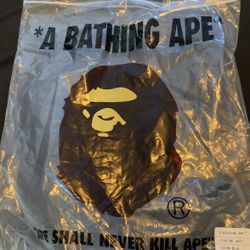 "A BATHING APE"
®
APE SHALL NEVER KILL APE"